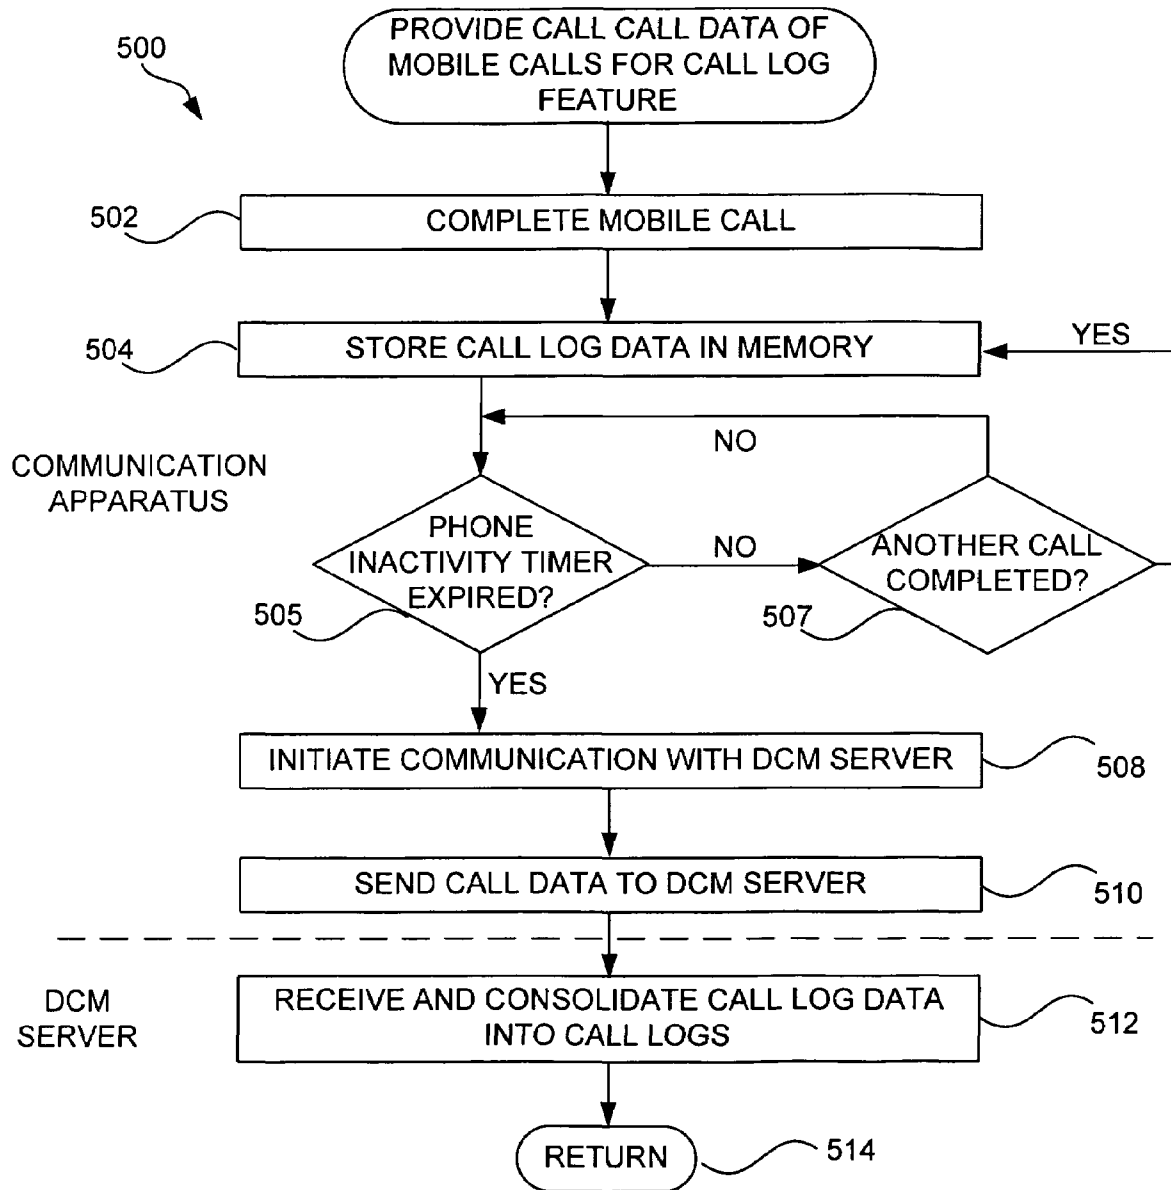 PROVIDE CALL CALL DATA OF
MOBILE CALLS FOR CALL LOG
FEATURE
500
502
COMPLETE MOBILE CALL
504
STORE CALL LOG DATA IN MEMORY
YES
NO
COMMUNICATION
APPARATUS
PHONE
INACTIVITY TIMER
EXPIRED?
505
NO
ANOTHER CALL
COMPLETED?
507
YES
INITIATE COMMUNICATION WITH DCM SERVER
508
SEND CALL DATA TO DCM SERVER
510
DCM
SERVER
RECEIVE AND CONSOLIDATE CALL LOG DATA
INTO CALL LOGS
512
RETURN
514